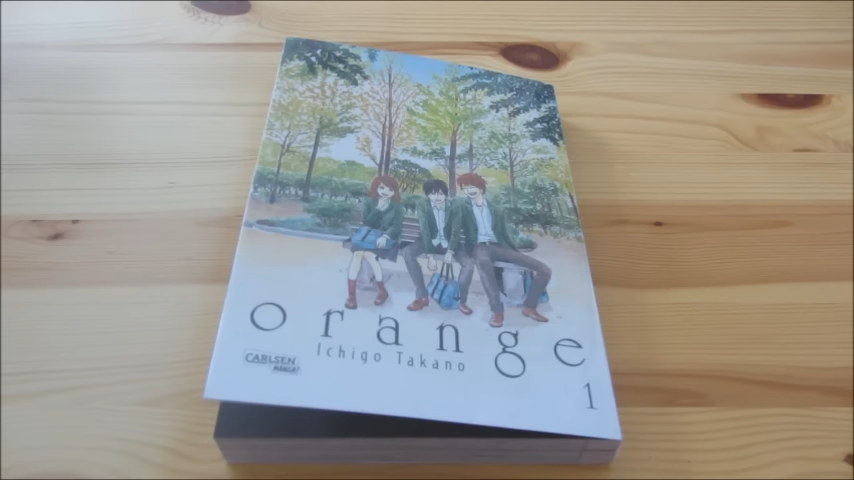 orange
Ichigo Takano
CARLSEN
MANGA!
1